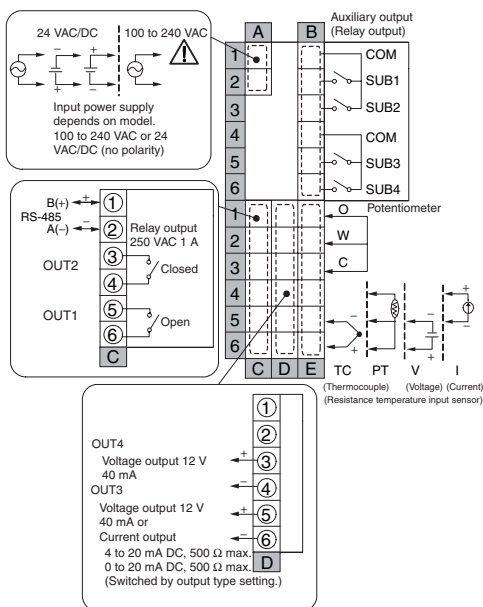 24 VAC/DC
100 to 240 VAC
− +
+ −
Input power supply
depends on model.
100 to 240 VAC or 24
VAC/DC (no polarity)
A
B
Auxiliary output
(Relay output)
1
2
3
4
5
6
COM
SUB1
SUB2
COM
SUB3
SUB4
1
2
3
4
5
6
C D E
O
W
C
Potentiometer
B(+)
RS-485
A(−)
+
−
OUT2
OUT1
1
2
3
4
5
6
C
Relay output
250 VAC 1 A
Closed
Open
−
+
−
+
+
−
TC PT V I
(Thermocouple) (Voltage) (Current)
(Resistance temperature input sensor)
1
2
3
4
5
6
D
OUT4
Voltage output 12 V
40 mA
+
−
OUT3
Voltage output 12 V
40 mA or
Current output
+
−
4 to 20 mA DC, 500 Ω max.
0 to 20 mA DC, 500 Ω max.
(Switched by output type setting.)